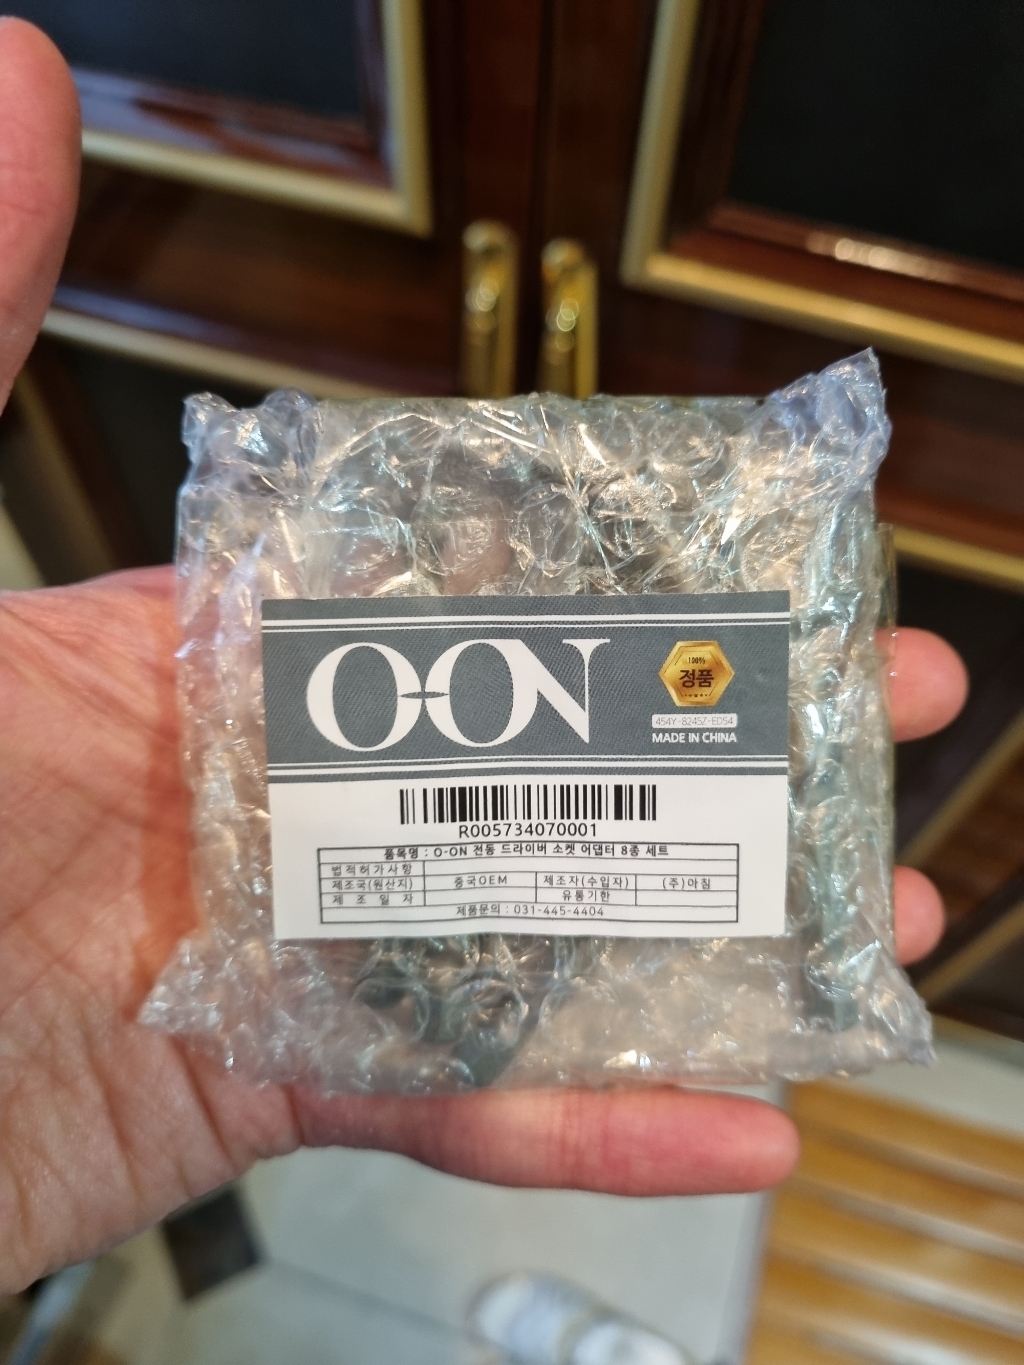 O-ON
100%
정품
454Y-8245Z-ED54
MADE IN CHINA
R005734070001
품목명 : O-ON 전동 드라이버 소켓 어댑터 8종 세트
법적허가사항
제조국(원산지) 중국OEM 제조자(수입자) (주)아침
제 조 일 자 유통기한
제품문의 : 031-445-4404